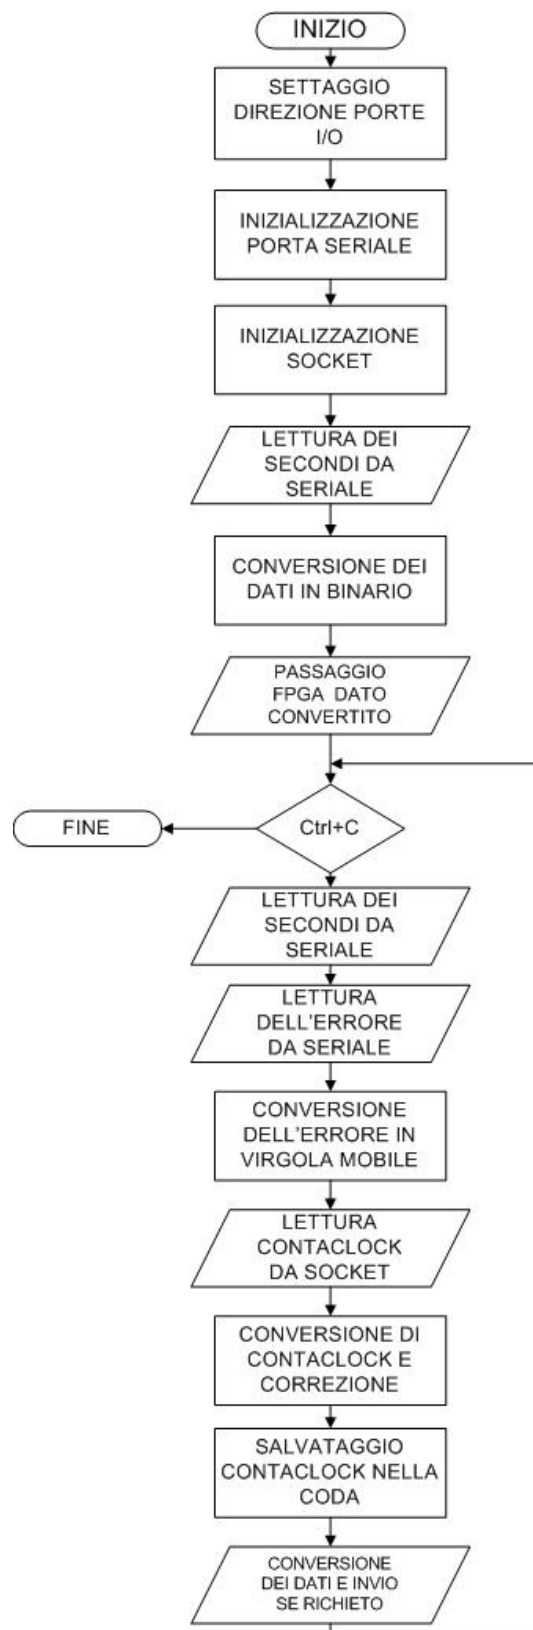 INIZIO
SETTAGGIO
DIREZIONE PORTE
I/O
INIZIALIZZAZIONE
PORTA SERIALE
INIZIALIZZAZIONE
SOCKET
LETTURA DEI
SECONDI DA
SERIALE
CONVERSIONE DEI
DATI IN BINARIO
PASSAGGIO
FPGA DATO
CONVERTITO
Ctrl+C
FINE
LETTURA DEI
SECONDI DA
SERIALE
LETTURA
DELL'ERRORE
DA SERIALE
CONVERSIONE
DELL'ERRORE IN
VIRGOLA MOBILE
LETTURA
CONTACLOCK
DA SOCKET
CONVERSIONE DI
CONTACLOCK E
CORREZIONE
SALVATAGGIO
CONTACLOCK NELLA
CODA
CONVERSIONE
DEI DATI E INVIO
SE RICHIETO